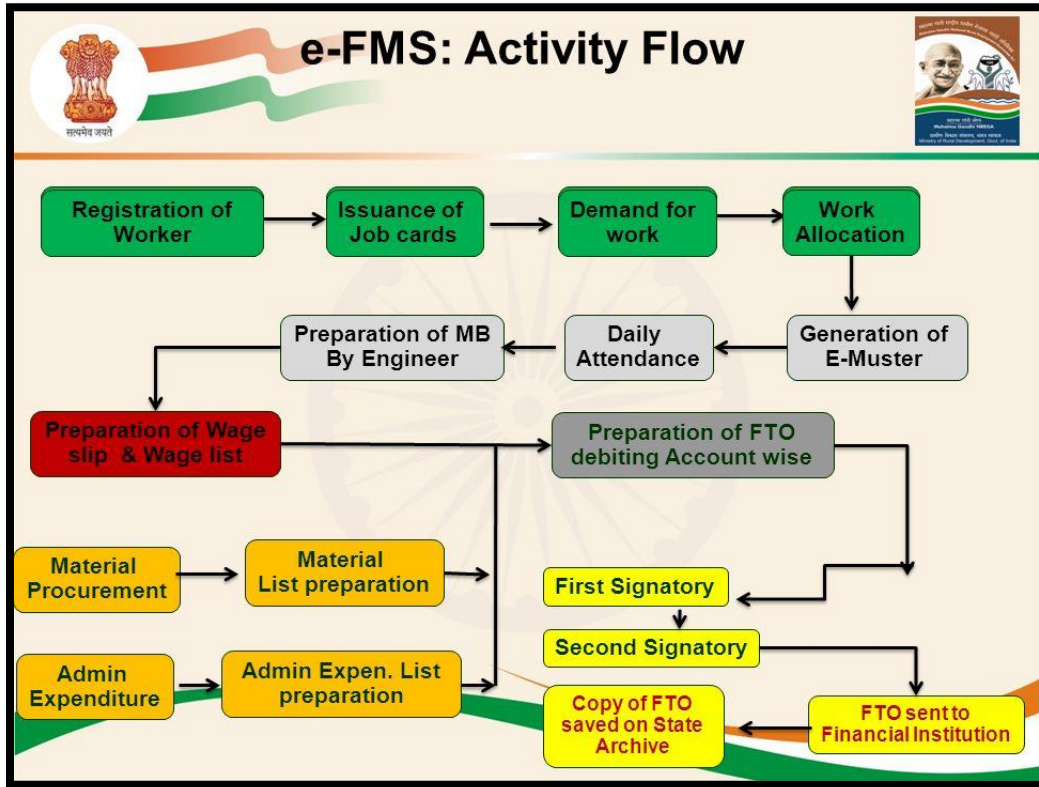 e-FMS: Activity Flow
सत्यमेव जयते
Mahatma Gandhi NREGA
Ministry of Rural Development, Govt. of India
Registration of
Worker
Issuance of
Job cards
Demand for
work
Work
Allocation
Preparation of MB
By Engineer
Daily
Attendance
Generation of
E-Muster
Preparation of Wage
slip & Wage list
Preparation of FTO
debiting Account wise
Material
Procurement
Material
List preparation
First Signatory
Second Signatory
Admin
Expenditure
Admin Expen. List
preparation
Copy of FTO
saved on State
Archive
FTO sent to
Financial Institution